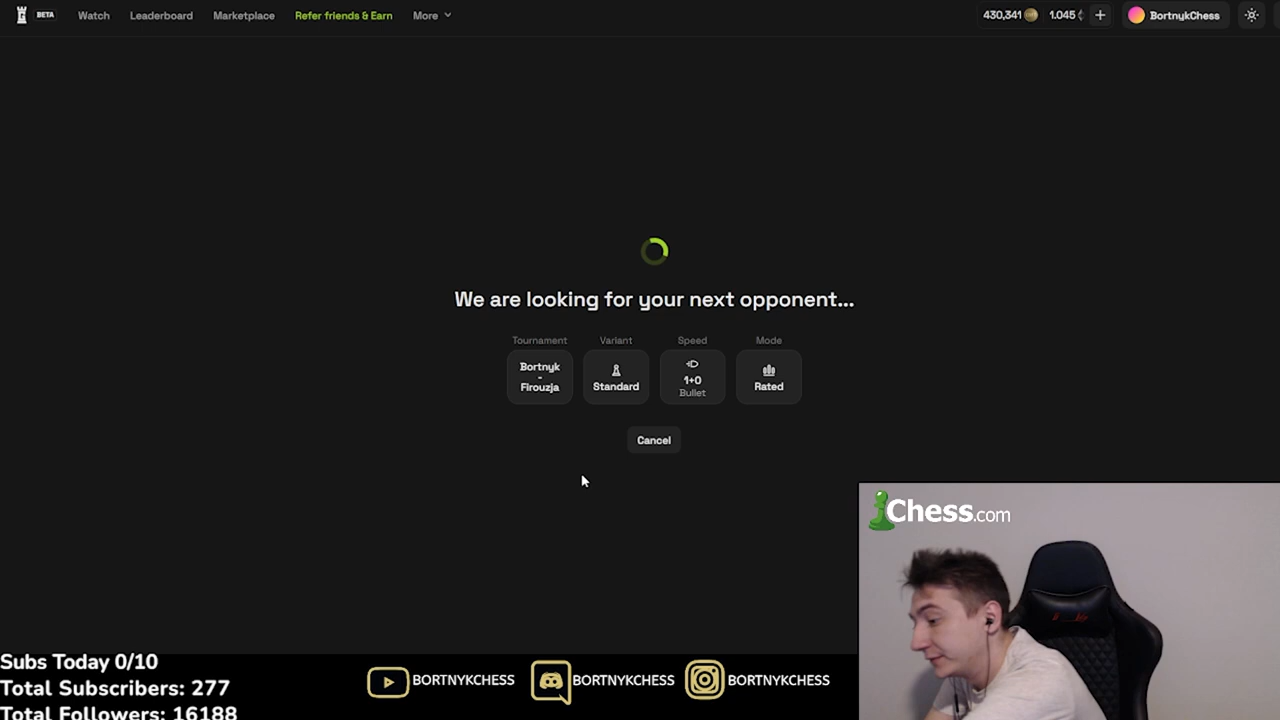 BETA
Watch
Leaderboard
Marketplace
Refer friends & Earn
More
430,341
1.045
+
BortnykChess
We are looking for your next opponent...
Tournament
Variant
Speed
Mode
Bortnyk
-
Firouzja
Standard
1+0
Bullet
Rated
Cancel
Chess.com
Subs Today 0/10
Total Subscribers: 277
Total Followers: 16188
BORTNYKCHESS
BORTNYKCHESS
BORTNYKCHESS